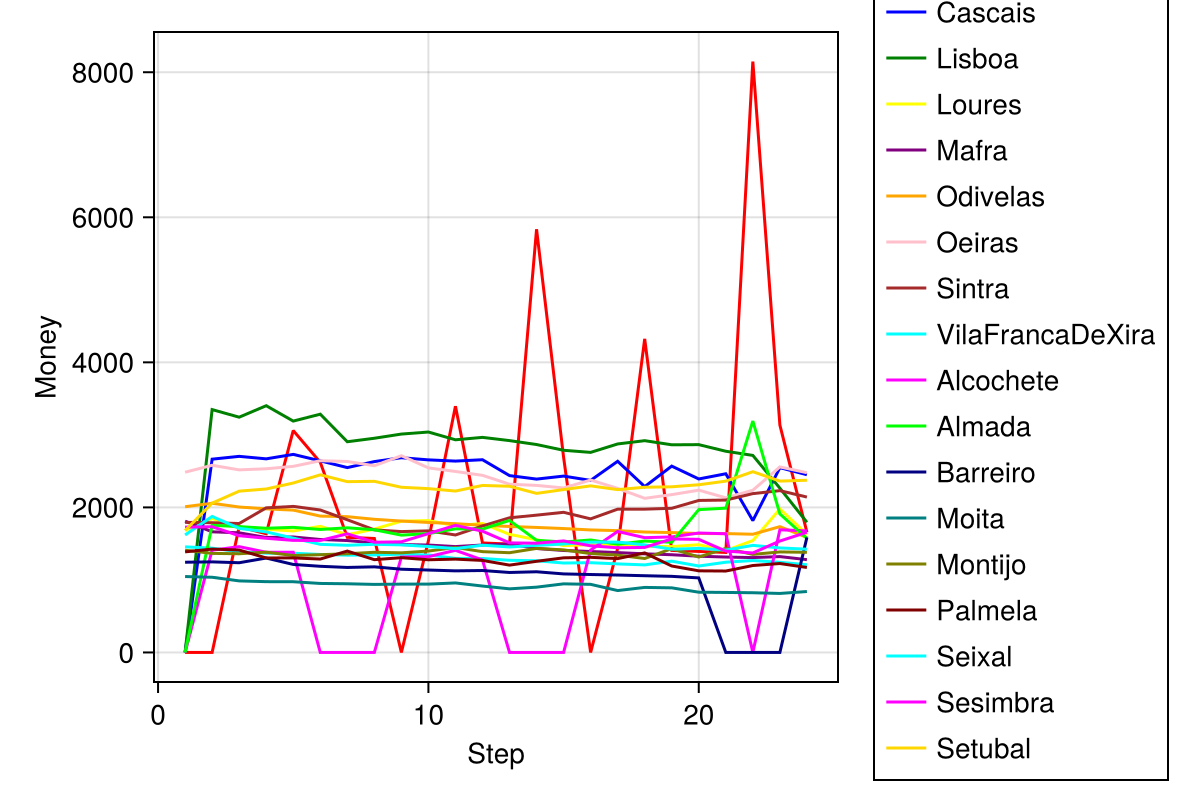 8000
6000
4000
2000
0
Money
0
10
20
Step
Cascais
Lisboa
Loures
Mafra
Odivelas
Oeiras
Sintra
VilaFrancaDeXira
Alcochete
Almada
Barreiro
Moita
Montijo
Palmela
Seixal
Sesimbra
Setubal